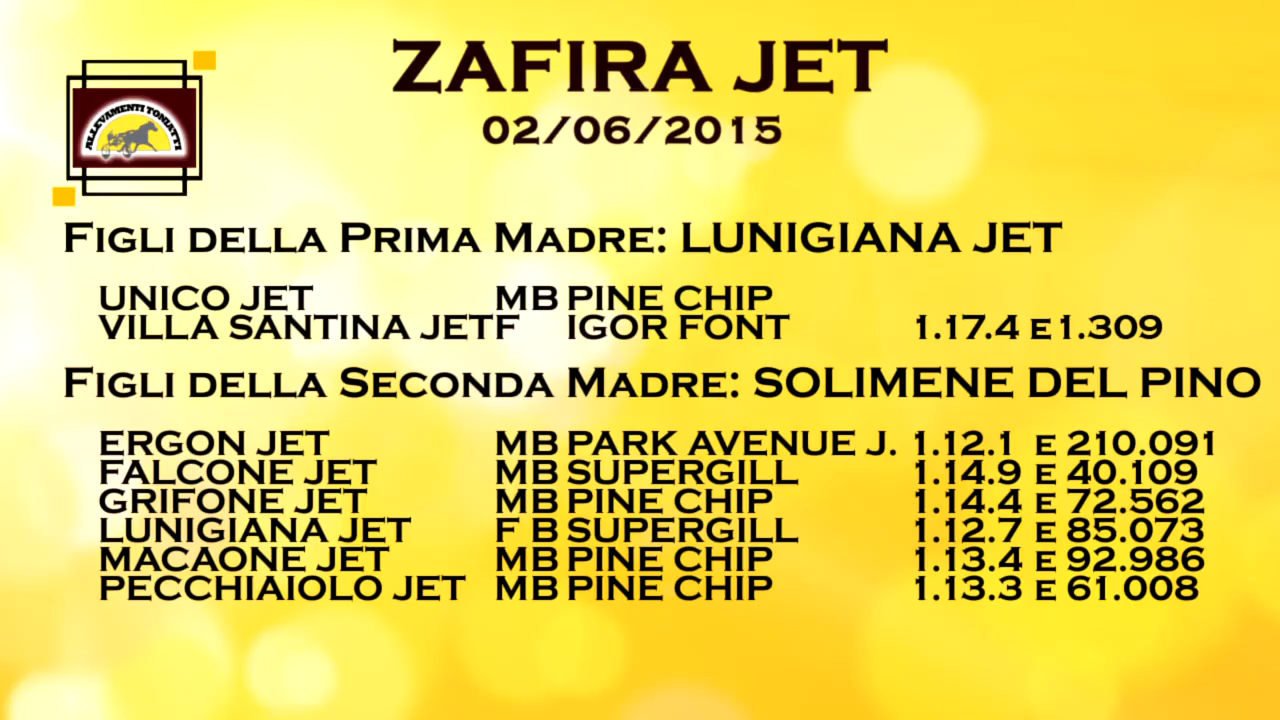 ZAFIRA JET
02/06/2015
ALLEVAMENTI TONIATTI
FIGLI DELLA PRIMA MADRE: LUNIGIANA JET
UNICO JET MB PINE CHIP
VILLA SANTINA JETF IGOR FONT 1.17.4 E 1.309
FIGLI DELLA SECONDA MADRE: SOLIMENE DEL PINO
ERGON JET MB PARK AVENUE J. 1.12.1 E 210.091
FALCONE JET MB SUPERGILL 1.14.9 E 40.109
GRIFONE JET MB PINE CHIP 1.14.4 E 72.562
LUNIGIANA JET F B SUPERGILL 1.12.7 E 85.073
MACAONE JET MB PINE CHIP 1.13.4 E 92.986
PECCHIAIOLO JET MB PINE CHIP 1.13.3 E 61.008